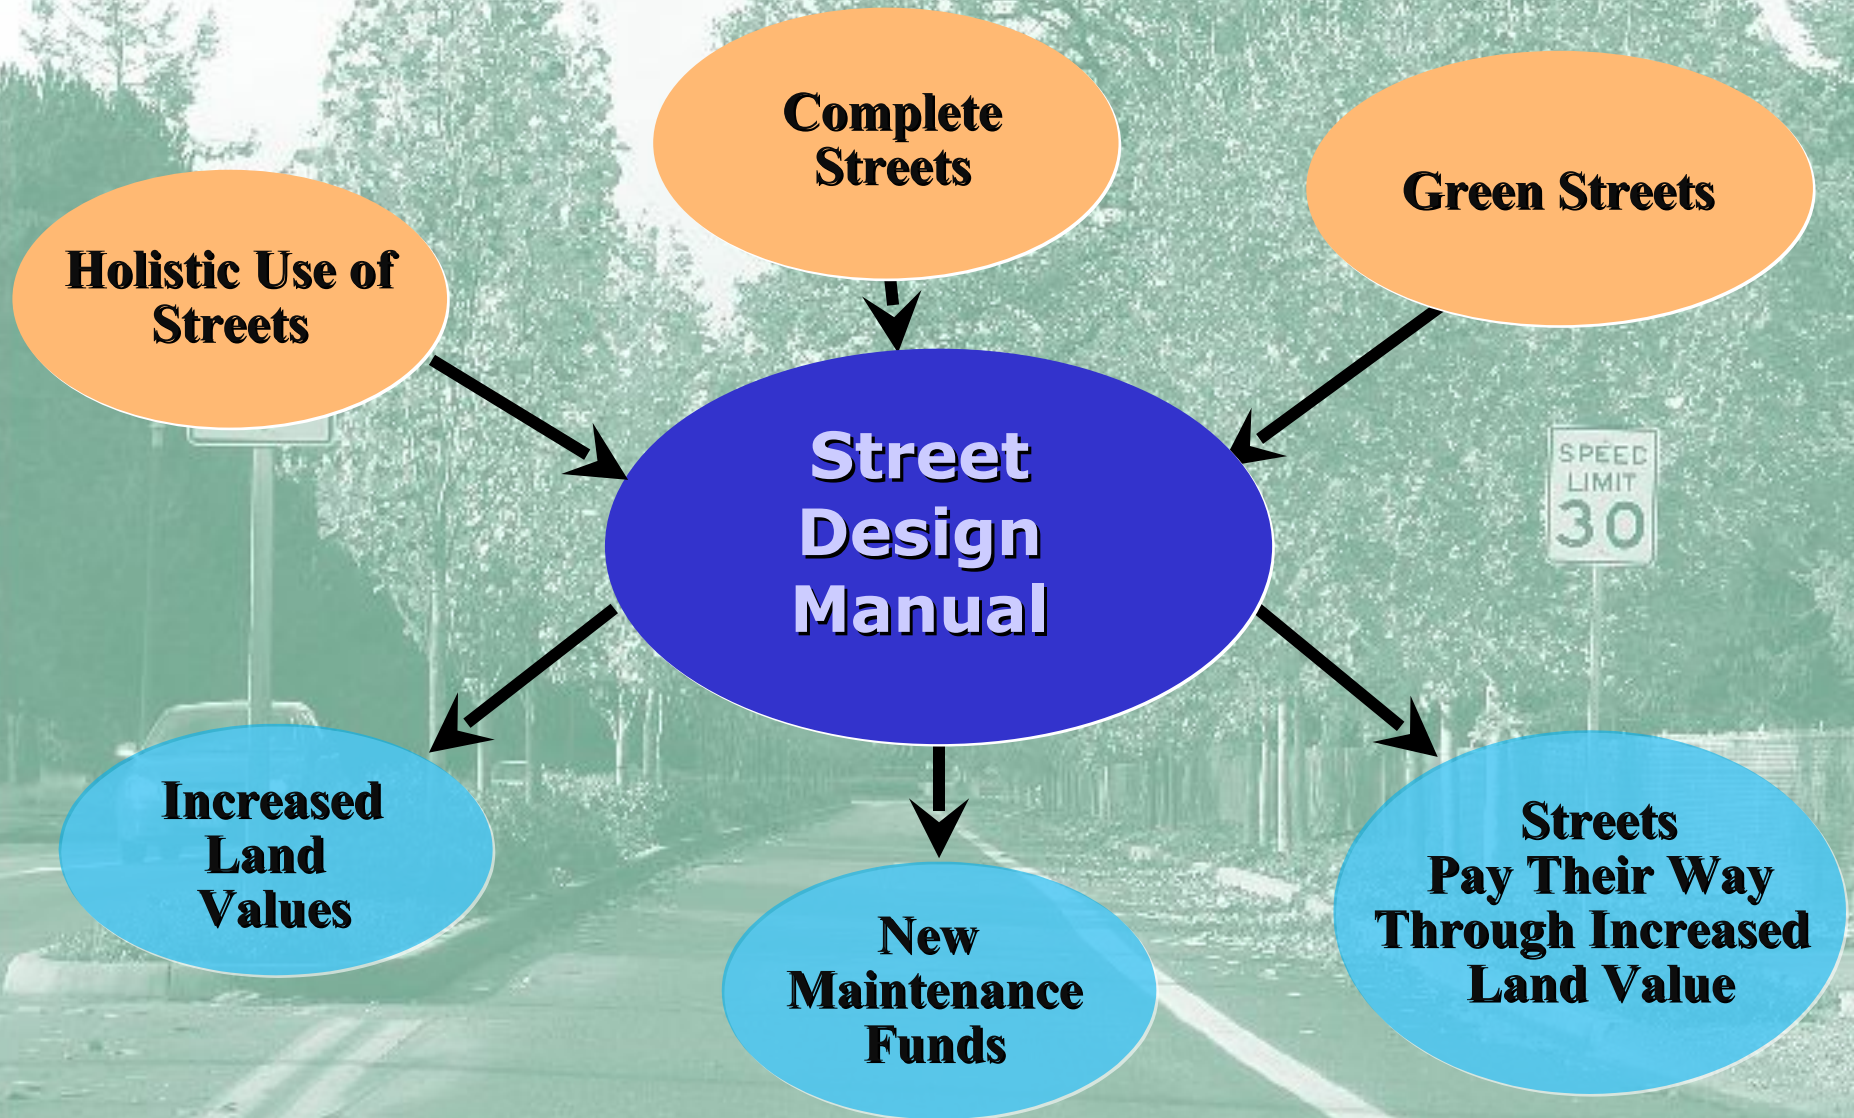 Complete
Streets
Green Streets
Holistic Use of
Streets
Street
Design
Manual
SPEED
LIMIT
30
Increased
Land
Values
New
Maintenance
Funds
Streets
Pay Their Way
Through Increased
Land Value